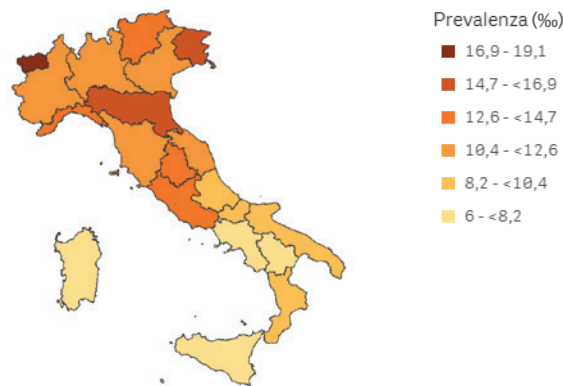 Prevalenza (‰)
16,9 - 19,1
14,7 - <16,9
12,6 - <14,7
10,4 - <12,6
8,2 - <10,4
6 - <8,2